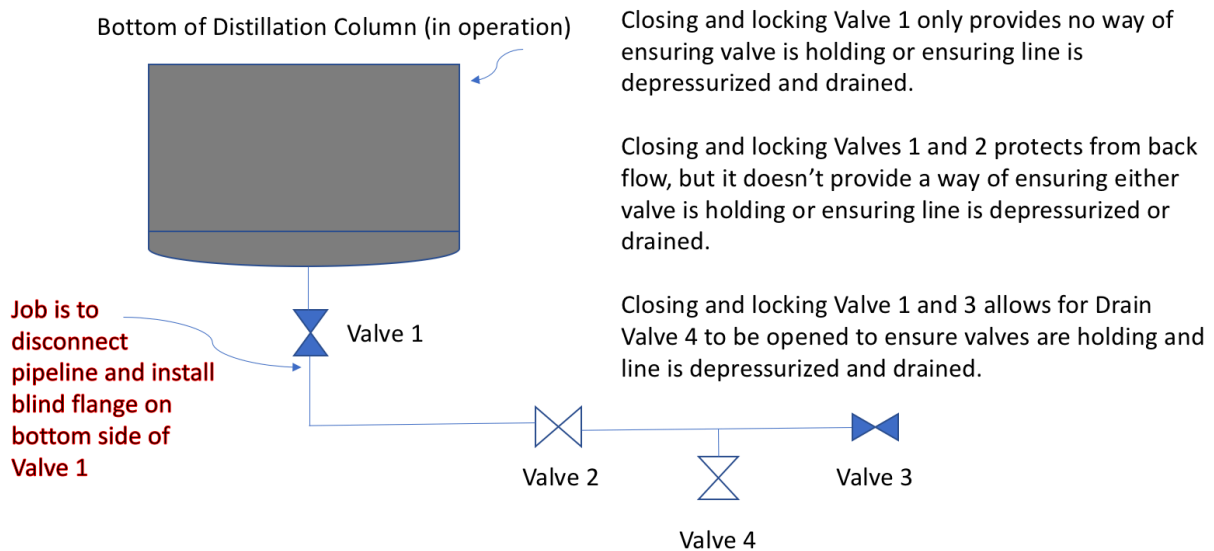 Bottom of Distillation Column (in operation)
Closing and locking Valve 1 only provides no way of
ensuring valve is holding or ensuring line is
depressurized and drained.
Closing and locking Valves 1 and 2 protects from back
flow, but it doesn’t provide a way of ensuring either
valve is holding or ensuring line is depressurized or
drained.
Closing and locking Valve 1 and 3 allows for Drain
Valve 4 to be opened to ensure valves are holding and
line is depressurized and drained.
Job is to
disconnect
pipeline and install
blind flange on
bottom side of
Valve 1
Valve 1
Valve 2
Valve 3
Valve 4